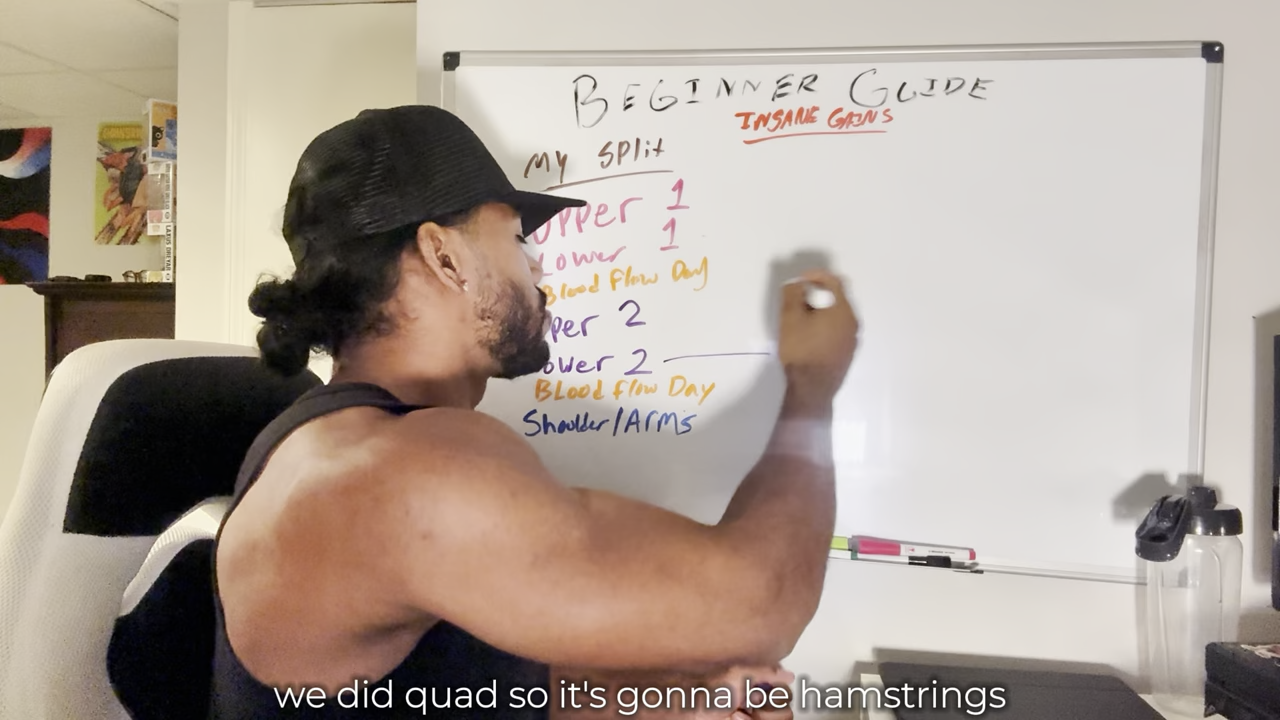 BEGINNER GUIDE
INSANE GAINS
MY SPLit
UPPer 1
Lower 1
Blood Flow Day
pper 2
ower 2
BLood flow Day
Shoulder/ArMs
we did quad so it's gonna be hamstrings